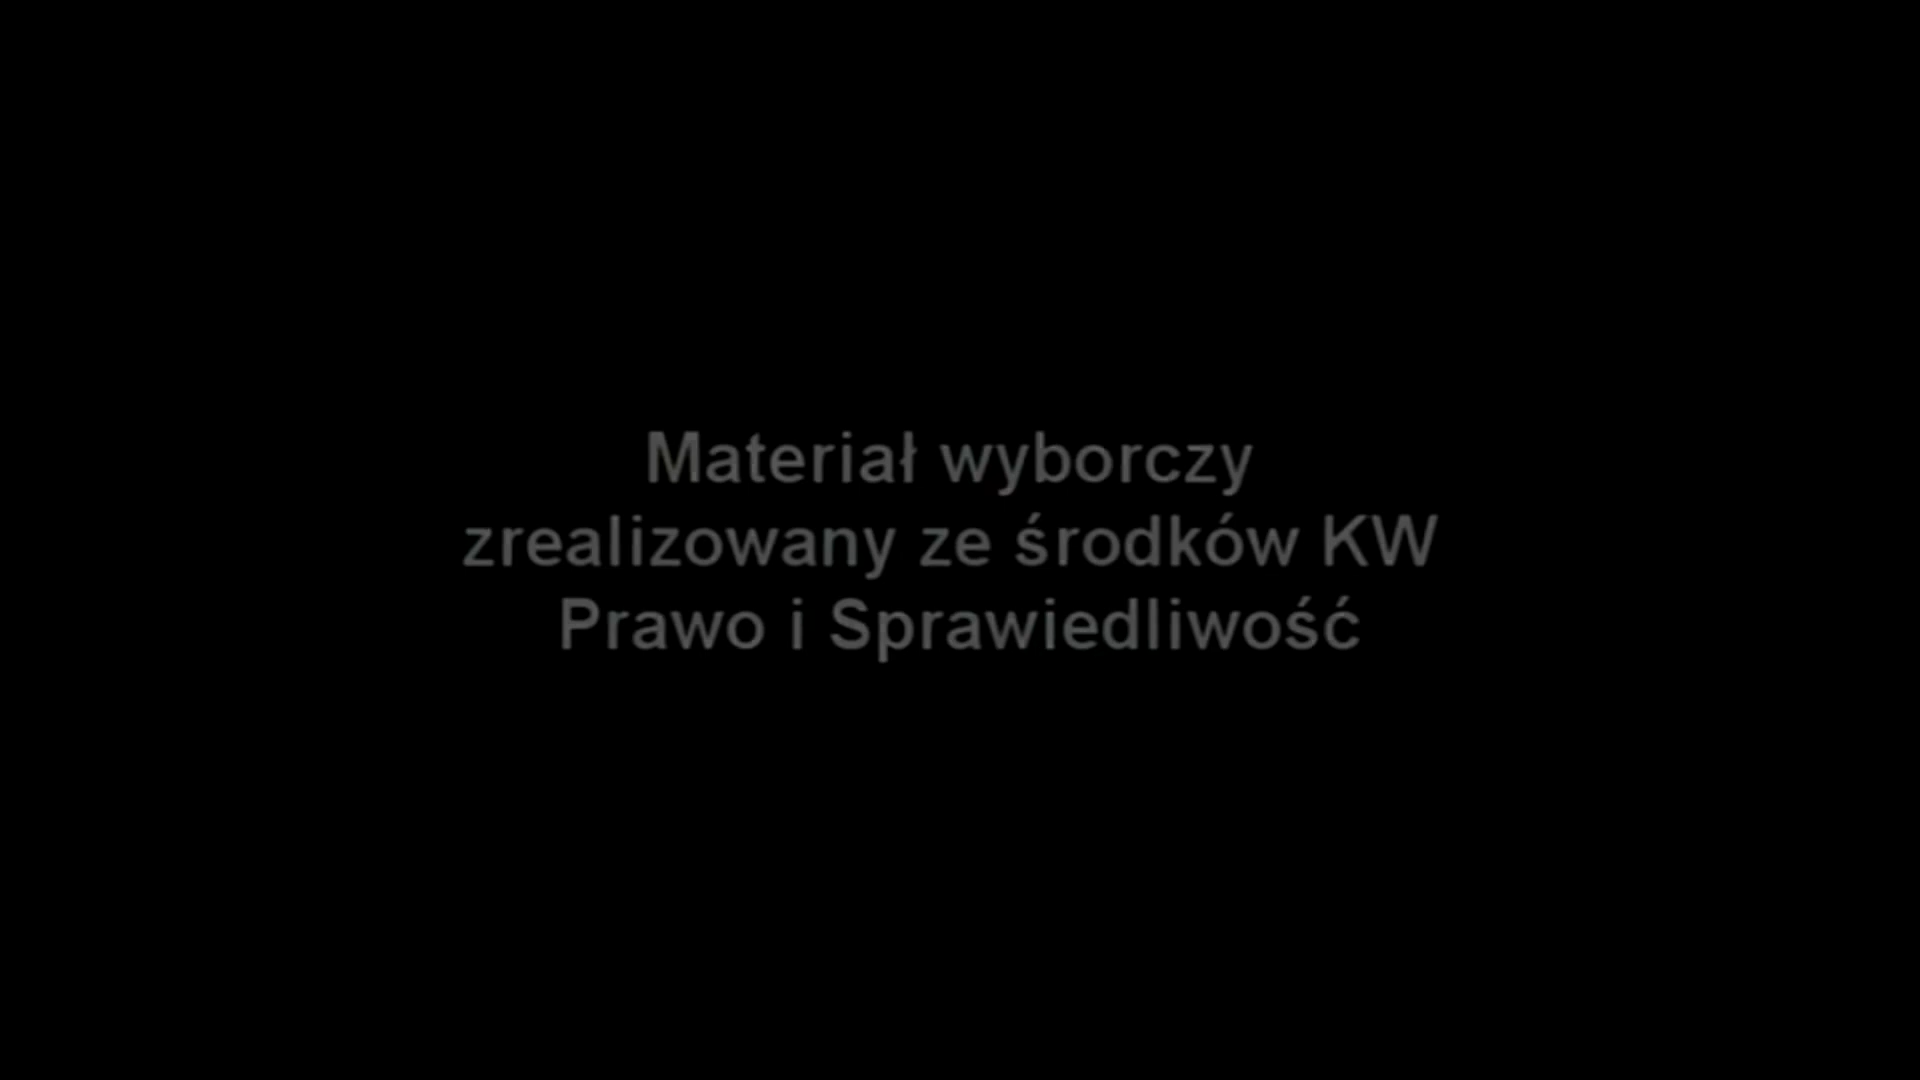 Materiał wyborczy
zrealizowany ze środków KW
Prawo i Sprawiedliwość